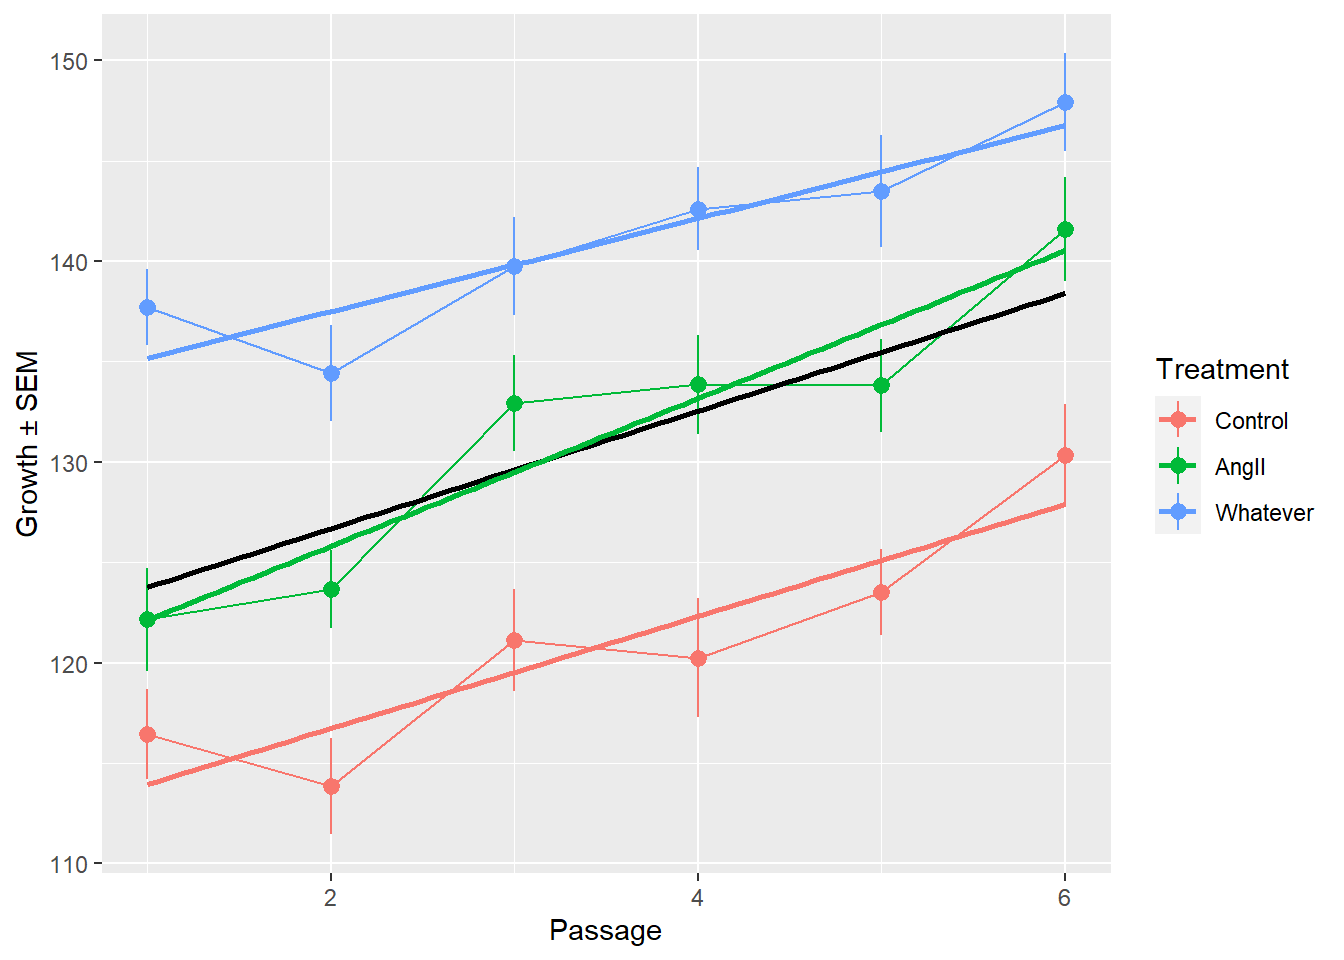 150
140
130
120
110
Growth ± SEM
2
4
6
Passage
Treatment
Control
AngII
Whatever